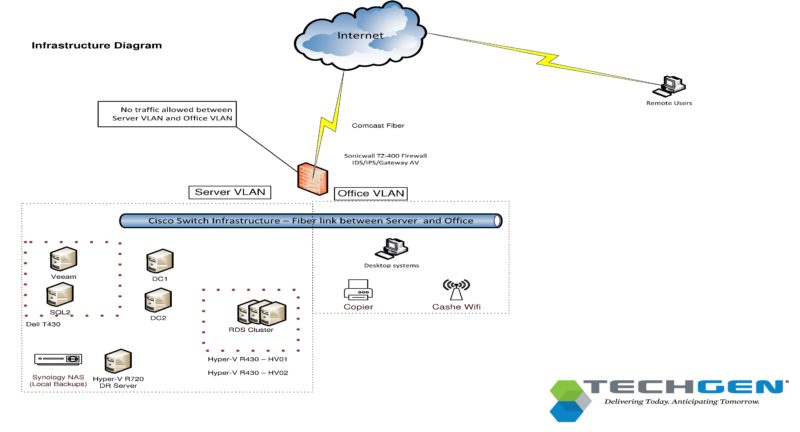 Infrastructure Diagram
Internet
Remote Users
No traffic allowed between
Server VLAN and Office VLAN
Comcast Fiber
Sonicwall TZ-400 Firewall
IDS/IPS/Gateway AV
Server VLAN
Office VLAN
Cisco Switch Infrastructure – Fiber link between Server and Office
Desktop systems
Veeam
DC1
Copier
Cashe Wifi
SQL2
DC2
Dell T430
RDS Cluster
Hyper-V R430 – HV01
Hyper-V R430 – HV02
Synology NAS
(Local Backups)
Hyper-V R720
DR Server
TECHGEN
Delivering Today. Anticipating Tomorrow.